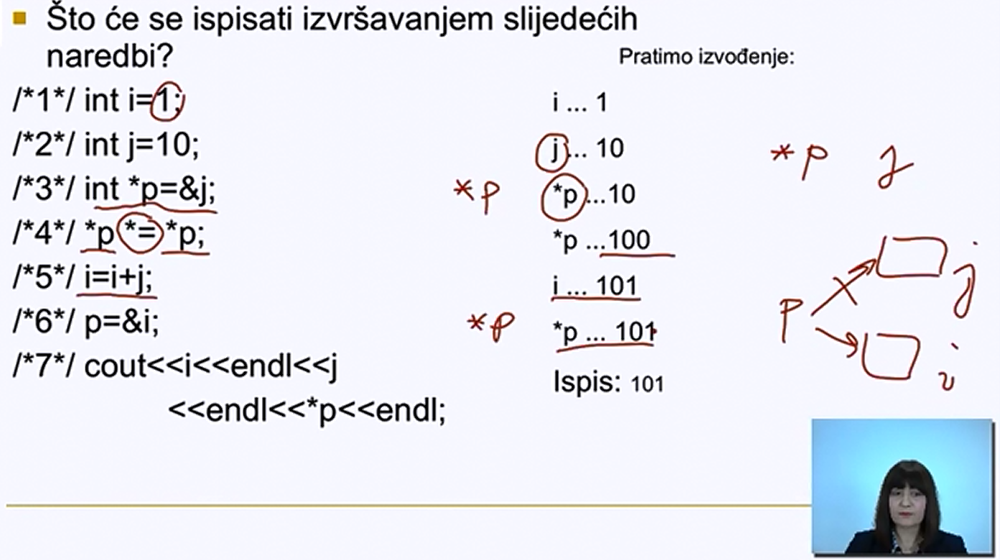 Što će se ispisati izvršavanjem slijedećih
naredbi?
Pratimo izvođenje:
/*1*/ int i=1;
i ... 1
/*2*/ int j=10;
j... 10
*p j
/*3*/ int *p=&j;
*p
*p...10
/*4*/ *p *= *p;
*p ...100
/*5*/ i=i+j;
i ... 101
j
p
/*6*/ p=&i;
*p
*p ... 101
i
/*7*/ cout<<i<<endl<<j
<<endl<<*p<<endl;
Ispis: 101